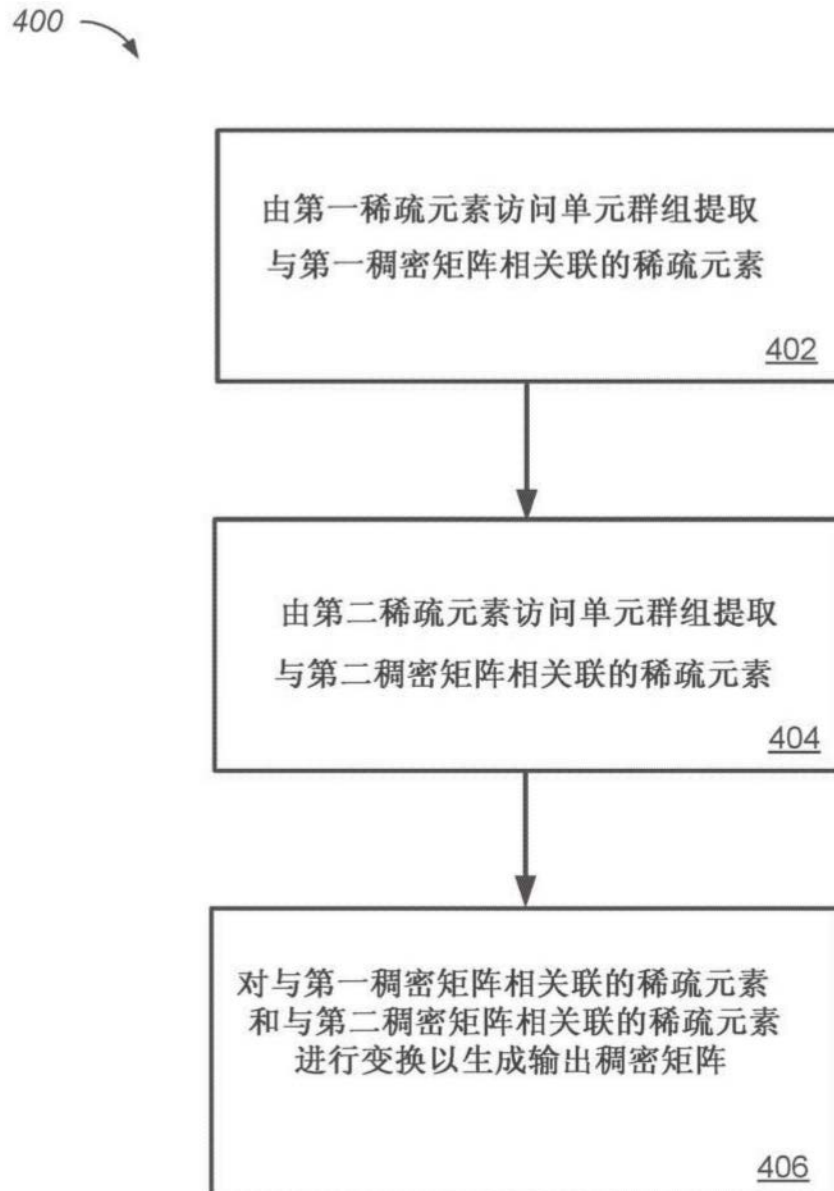 400
由第一稀疏元素访问单元群组提取
与第一稠密矩阵相关联的稀疏元素
402
由第二稀疏元素访问单元群组提取
与第二稠密矩阵相关联的稀疏元素
404
对与第一稠密矩阵相关联的稀疏元素
和与第二稠密矩阵相关联的稀疏元素
进行变换以生成输出稠密矩阵
406